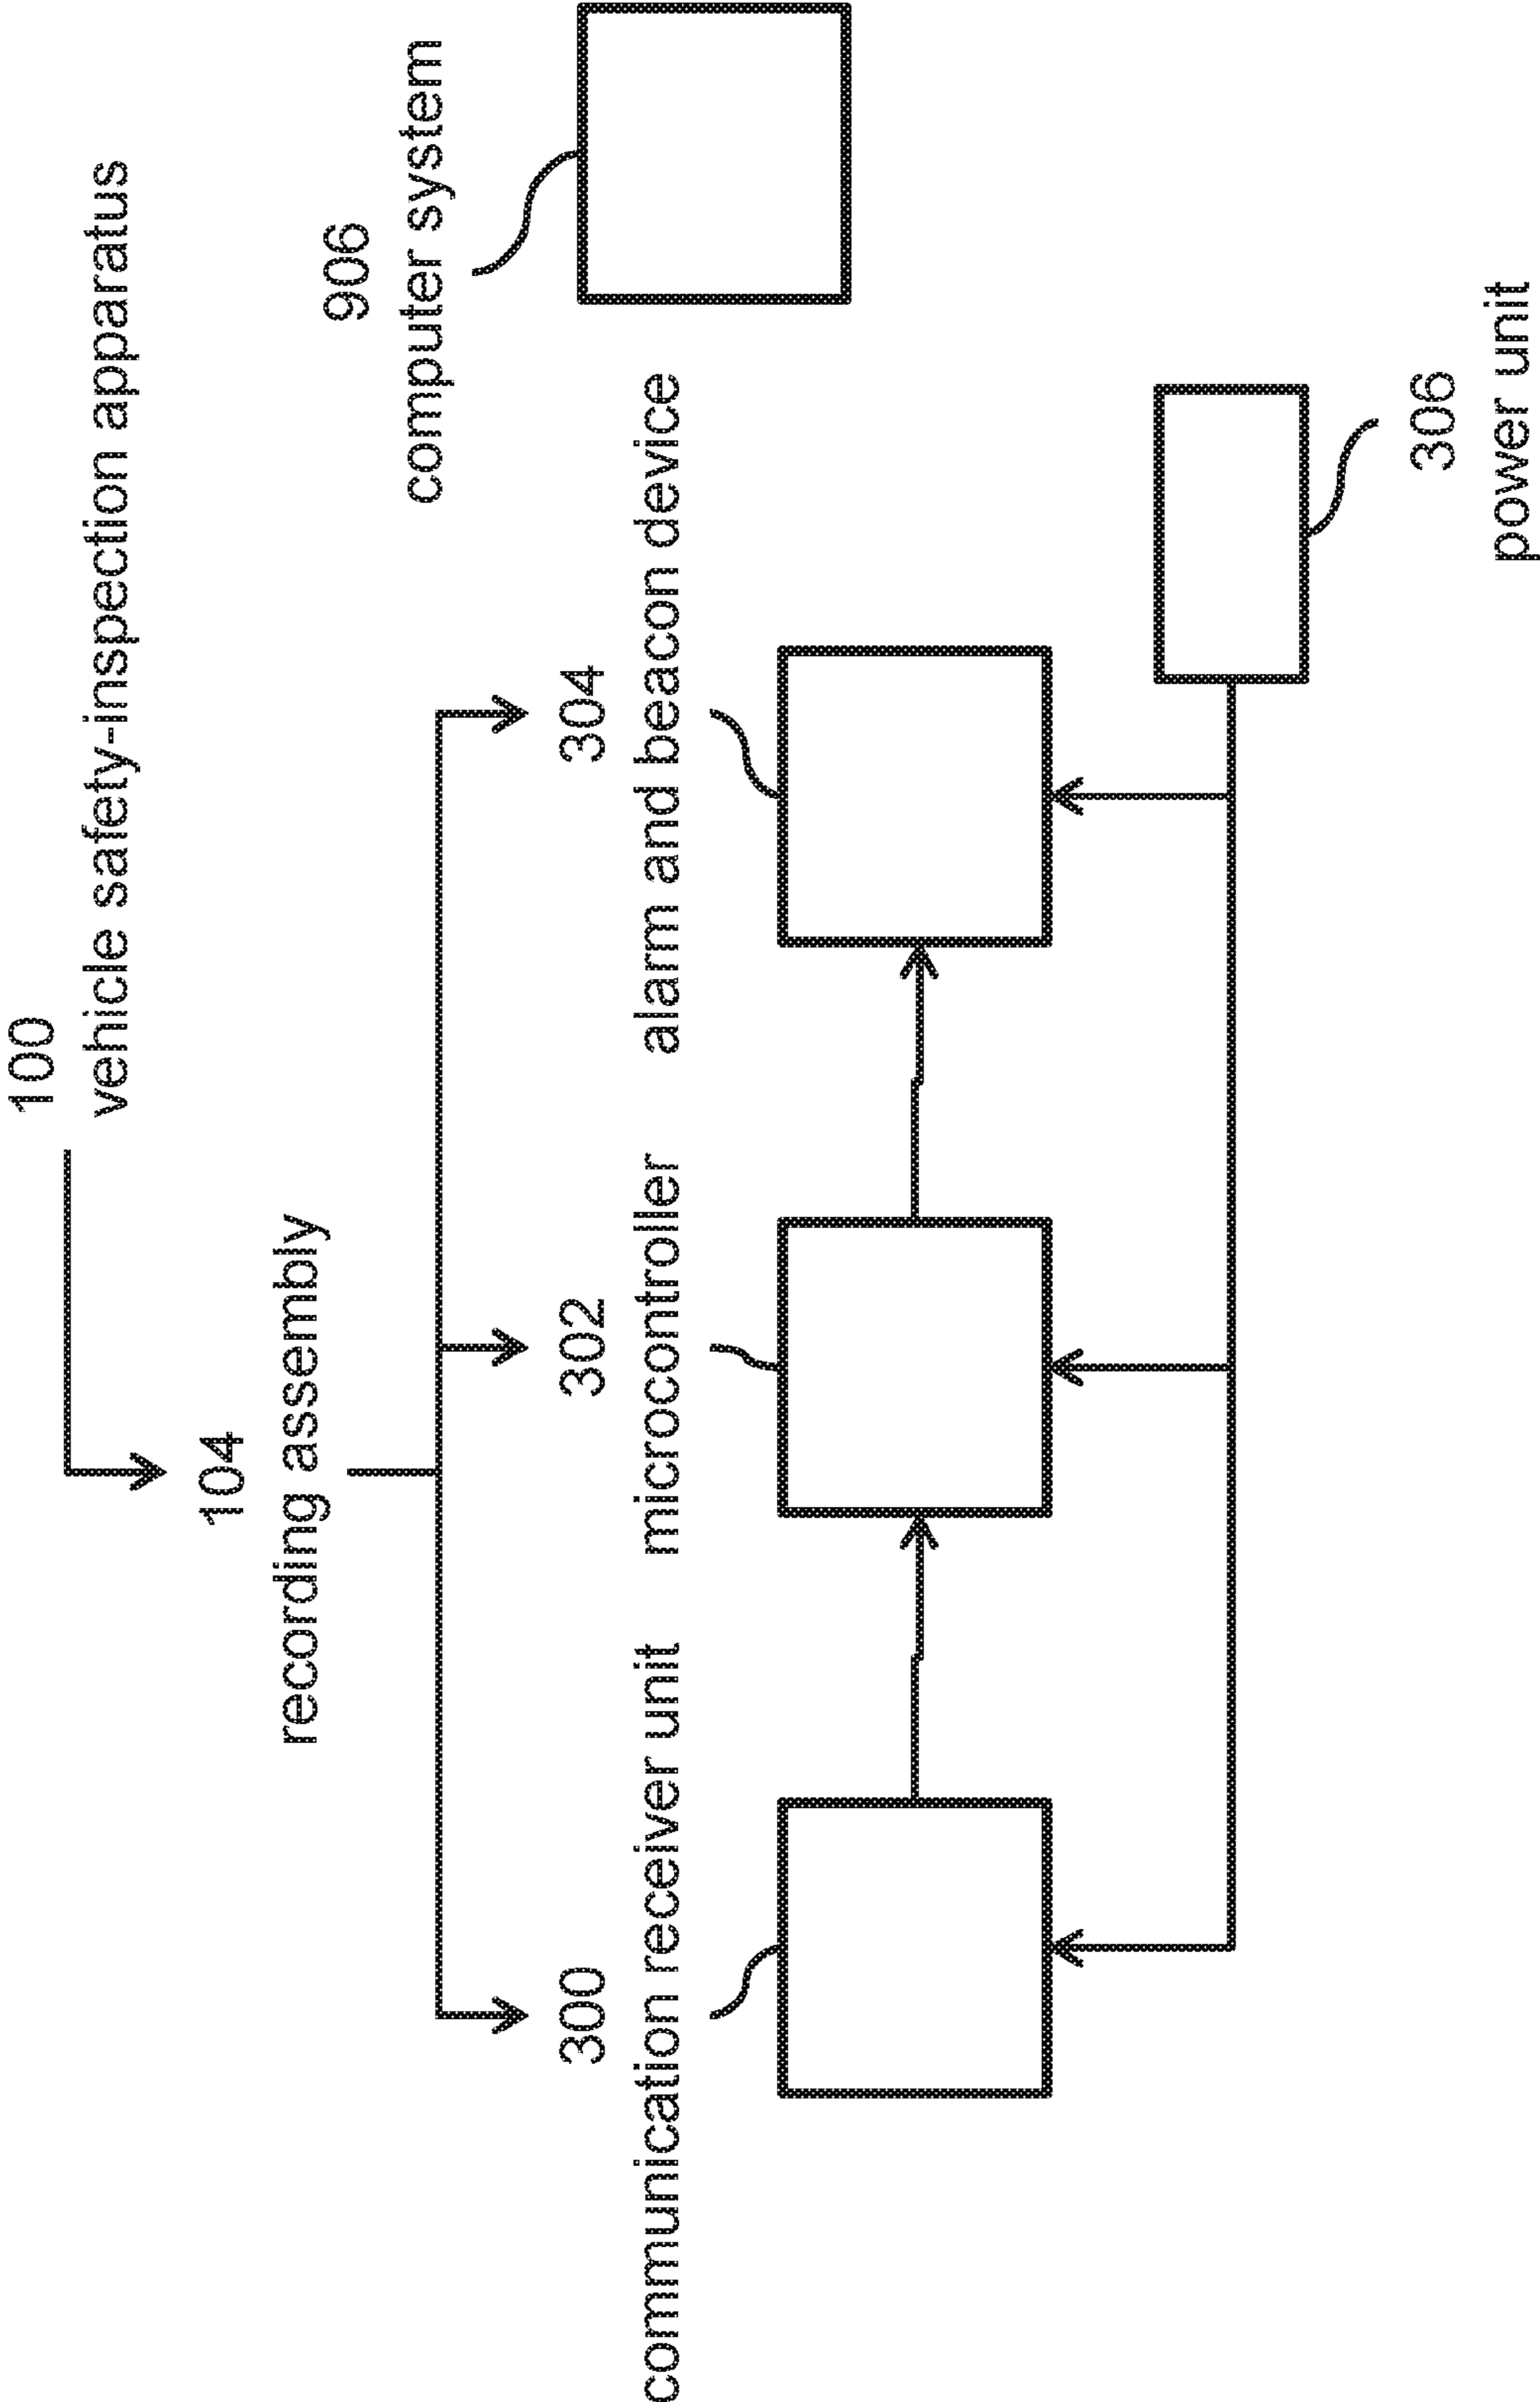 100
vehicle safety-inspection apparatus
104
recording assembly
906
computer system
300
communication receiver unit
302
microcontroller
304
alarm and beacon device
306
power unit